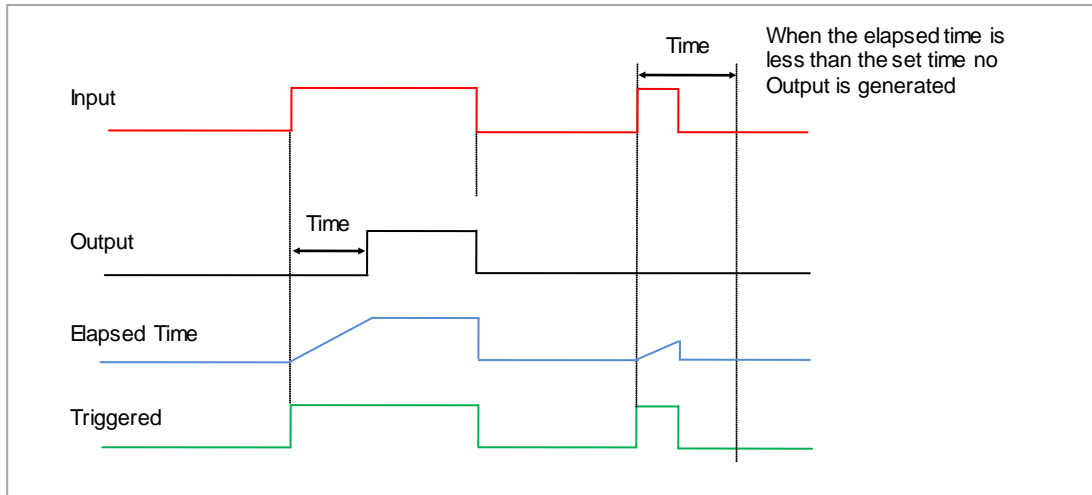 When the elapsed time is
less than the set time no
Output is generated
Time
Input
Time
Output
Elapsed Time
Triggered